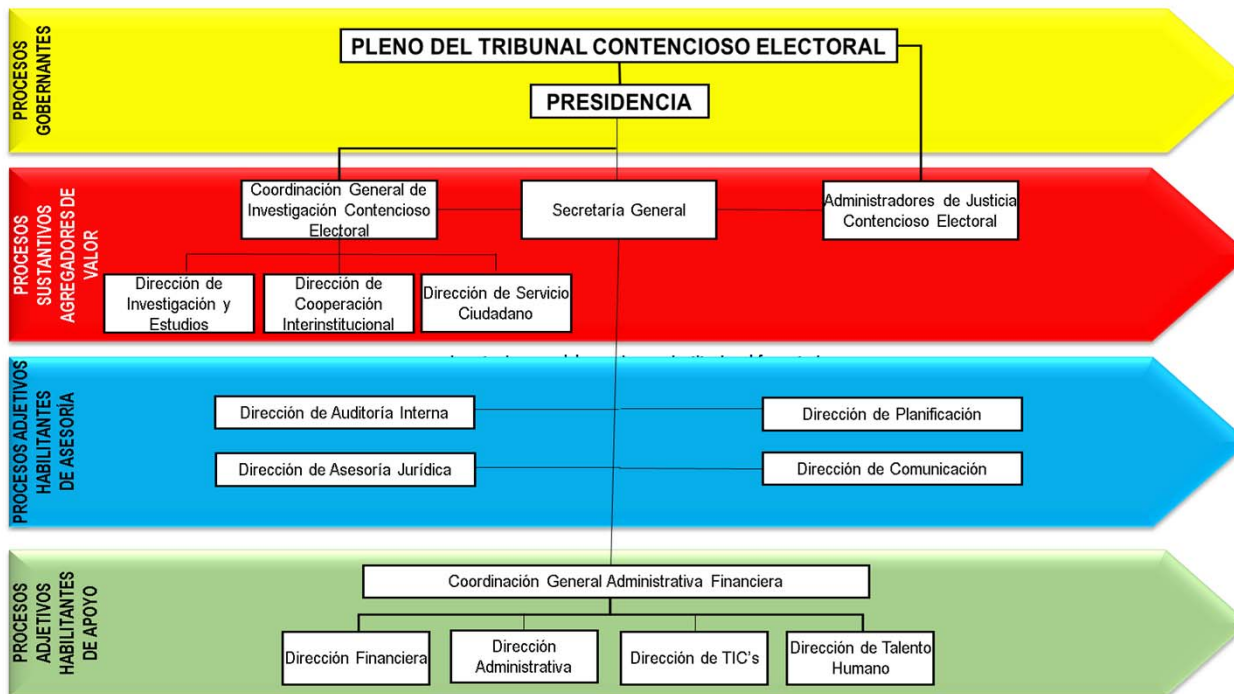 PROCESOS
GOBERNANTES
PLENO DEL TRIBUNAL CONTENCIOSO ELECTORAL
PRESIDENCIA
PROCESOS
SUSTANTIVOS
AGREGADORES DE
VALOR
Coordinación General de
Investigación Contencioso
Electoral
Secretaría General
Administradores de Justicia
Contencioso Electoral
Dirección de
Investigación y
Estudios
Dirección de
Cooperación
Interinstitucional
Dirección de Servicio
Ciudadano
PROCESOS ADJETIVOS
HABILITANTES
DE ASESORÍA
Dirección de Auditoría Interna
Dirección de Planificación
Dirección de Asesoría Jurídica
Dirección de Comunicación
PROCESOS
ADJETIVOS
HABILITANTES
DE APOYO
Coordinación General Administrativa Financiera
Dirección Financiera
Dirección
Administrativa
Dirección de TIC's
Dirección de Talento
Humano